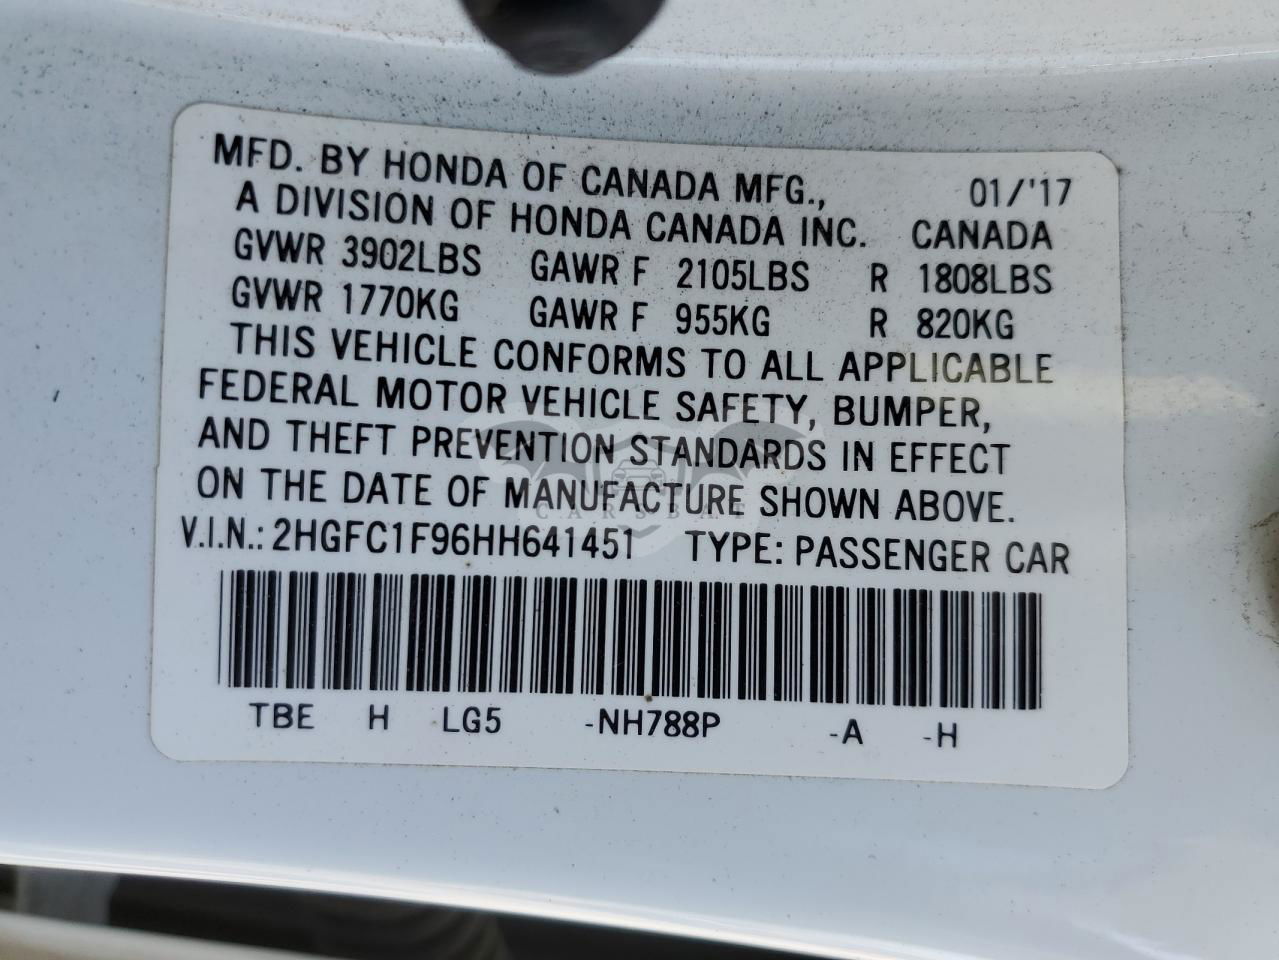 MFD. BY HONDA OF CANADA MFG., 01/'17
A DIVISION OF HONDA CANADA INC. CANADA
GVWR 3902LBS GAWR F 2105LBS R 1808LBS
GVWR 1770KG GAWR F 955KG R 820KG
THIS VEHICLE CONFORMS TO ALL APPLICABLE
FEDERAL MOTOR VEHICLE SAFETY, BUMPER,
AND THEFT PREVENTION STANDARDS IN EFFECT
ON THE DATE OF MANUFACTURE SHOWN ABOVE.
CARSBAT
V.I.N.: 2HGFC1F96HH641451 TYPE: PASSENGER CAR
TBE H LG5 -NH788P -A -H